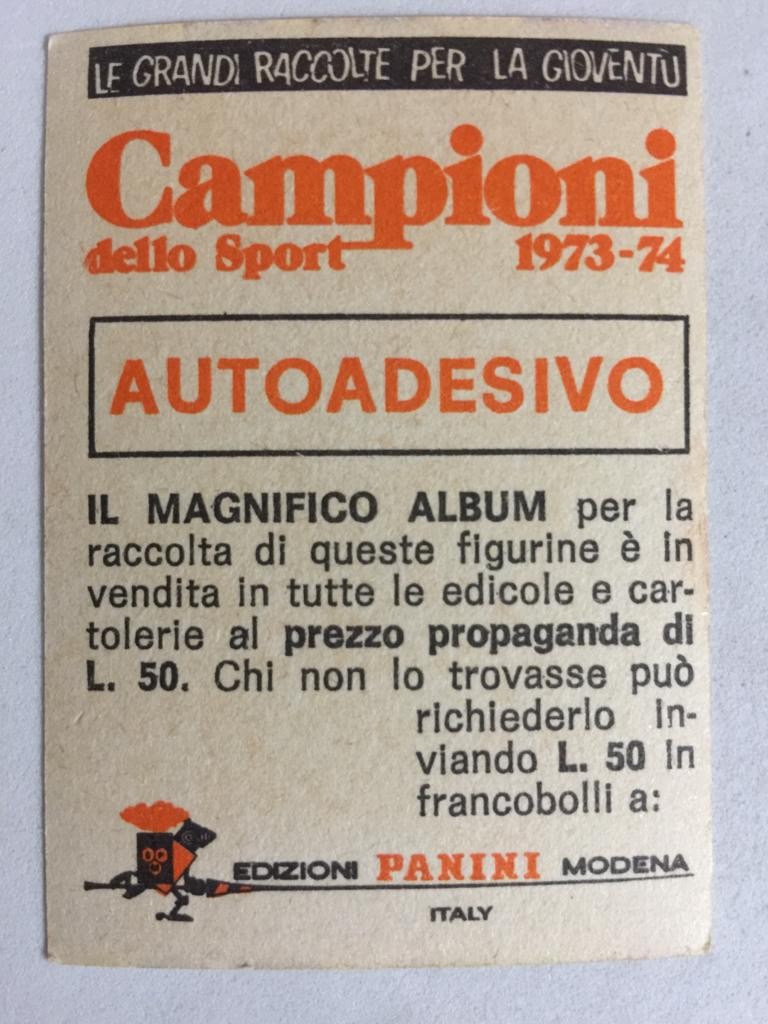 LE GRANDI RACCOLTE PER LA GIOVENTÙ
Campioni
dello Sport 1973-74
AUTOADESIVO
IL MAGNIFICO ALBUM per la
raccolta di queste figurine è in
vendita in tutte le edicole e car-
tolerie al prezzo propaganda di
L. 50. Chi non lo trovasse può
richiederlo in-
viando L. 50 in
francobolli a:
EDIZIONI PANINI MODENA
ITALY